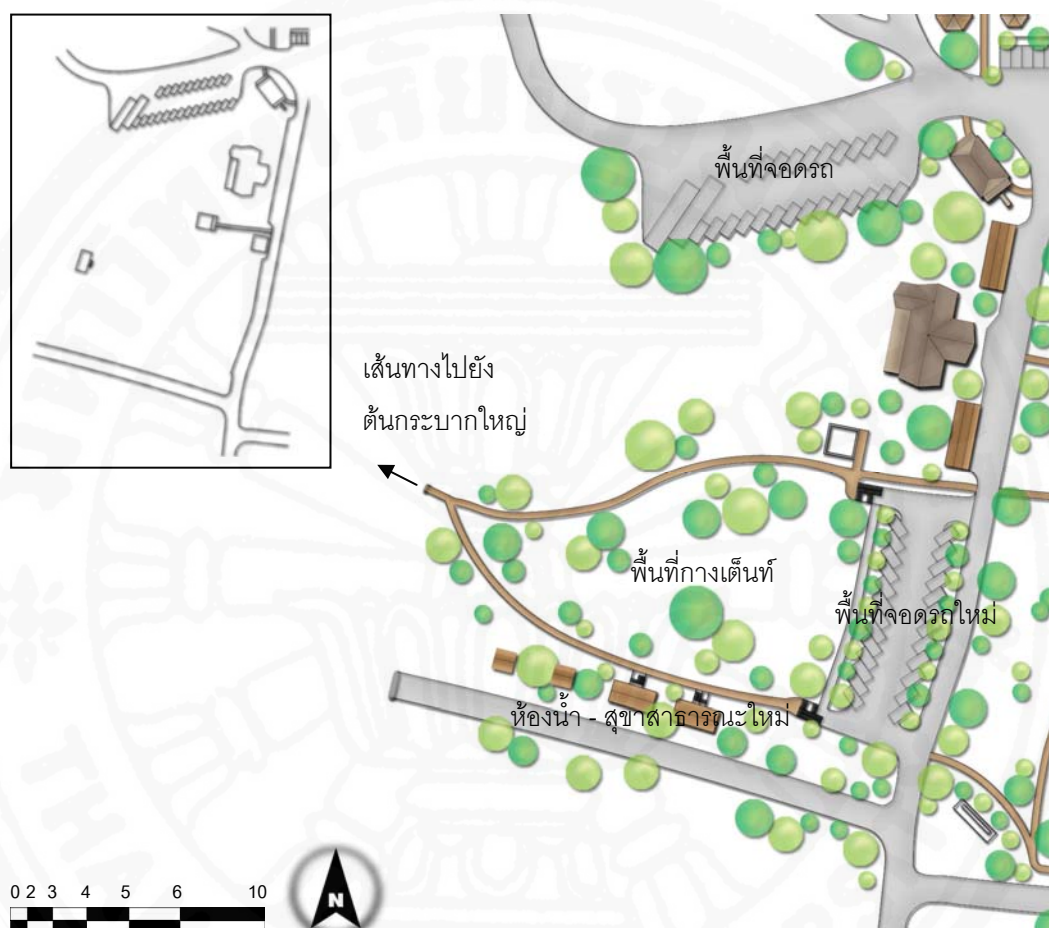 พื้นที่จอดรถ
เส้นทางไปยัง
ต้นกระบากใหญ่
พื้นที่กางเต็นท์
พื้นที่จอดรถใหม่
ห้องน้ำ - สุขาสาธารณะใหม่
0 2 3 4 5 6 10
N